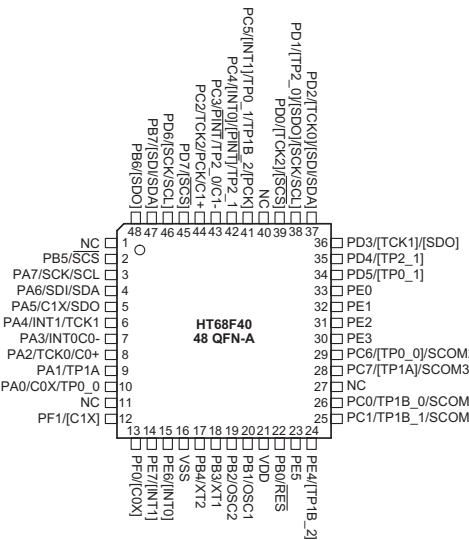 PB6/[SDO]
PB7/[SDI/SDA]
PD6/[SCK/SCL]
PD7/[SCS]
PC2/TCK2/PCK/C1+
PC3/PINT/TP2_0/C1-
PC4/[INT0]/[PINT]/TP2_1
PC5/[INT1]/TP0_1/TP1B_2/[PCK]
NC
PD0/[TCK2]/[SCS]
PD1/[TP2_0]/[SDO]/[SCK/SCL]
PD2/[TCK0]/[SDI/SDA]
48 47 46 45 44 43 42 41 40 39 38 37
NC 1
PB5/SCS 2
PA7/SCK/SCL 3
PA6/SDI/SDA 4
PA5/C1X/SDO 5
PA4/INT1/TCK1 6
PA3/INT0C0- 7
PA2/TCK0/C0+ 8
PA1/TP1A 9
PA0/C0X/TP0_0 10
NC 11
PF1/[C1X] 12
HT68F40
48 QFN-A
36 PD3/[TCK1]/[SDO]
35 PD4/[TP2_1]
34 PD5/[TP0_1]
33 PE0
32 PE1
31 PE2
30 PE3
29 PC6/[TP0_0]/SCOM2
28 PC7/[TP1A]/SCOM3
27 NC
26 PC0/TP1B_0/SCOM
25 PC1/TP1B_1/SCOM
13 14 15 16 17 18 19 20 21 22 23 24
PF0/[C0X]
PE7/[INT1]
PE6/[INT0]
VSS
PB4/XT2
PB3/XT1
PB2/OSC2
PB1/OSC1
VDD
PB0/RES
PE5
PE4/[TP1B_2]